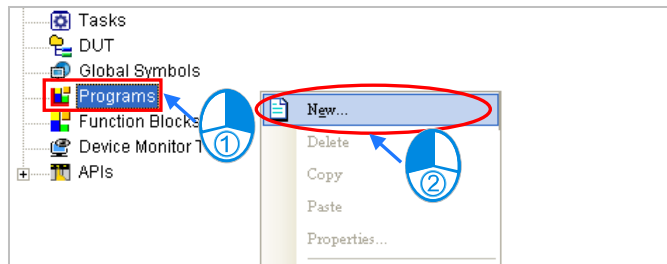 Tasks
DUT
Global Symbols
Programs
Function Blocks
Device Monitor T
APIs
①
New...
Delete
Copy
Paste
Properties...
②